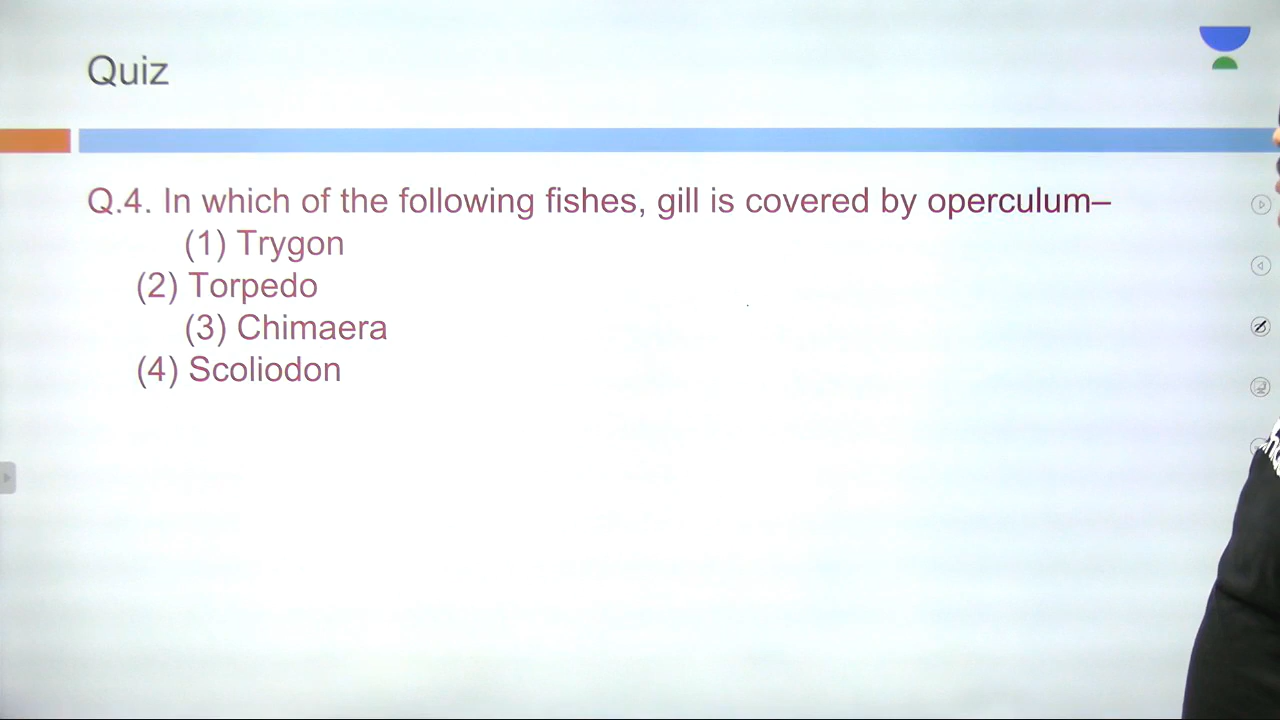 Quiz
Q.4. In which of the following fishes, gill is covered by operculum–
(1) Trygon
(2) Torpedo
(3) Chimaera
(4) Scoliodon